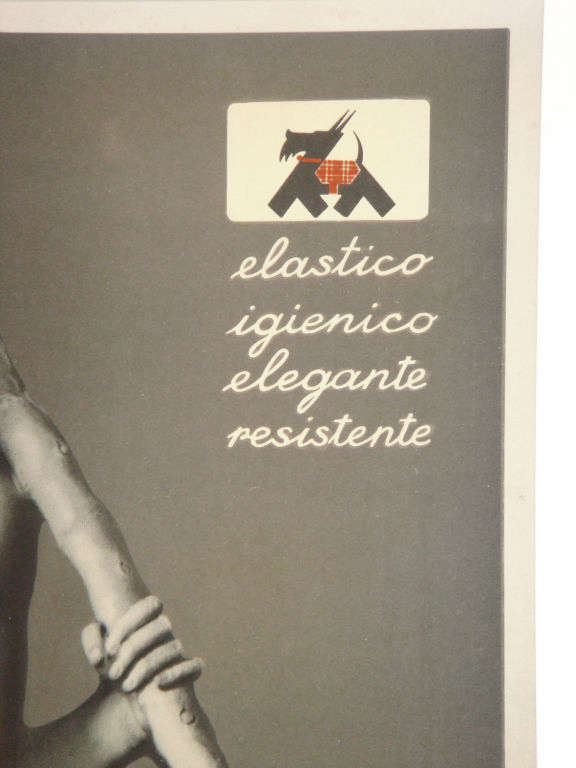 elastico
igienico
elegante
resistente